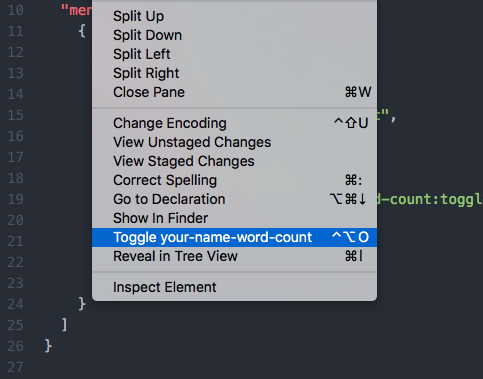 10 "men
11 {
12
13
14
15 t",
16
17
18
19 d-count:toggl
20
21
22
23
24 }
25 ]
26 }
27
Split Up
Split Down
Split Left
Split Right
Close Pane ⌘W
Change Encoding ^⇧U
View Unstaged Changes
View Staged Changes
Correct Spelling ⌘:
Go to Declaration ⌥⌘↓
Show In Finder
Toggle your-name-word-count ^⌥O
Reveal in Tree View ⌘I
Inspect Element